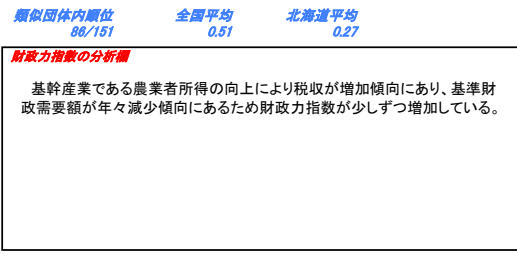 類似団体内順位 全国平均 北海道平均
86/151 0.51 0.27
財政力指数の分析欄
基幹産業である農業者所得の向上により税収が増加傾向にあり、基準財
政需要額が年々減少傾向にあるため財政力指数が少しずつ増加している。